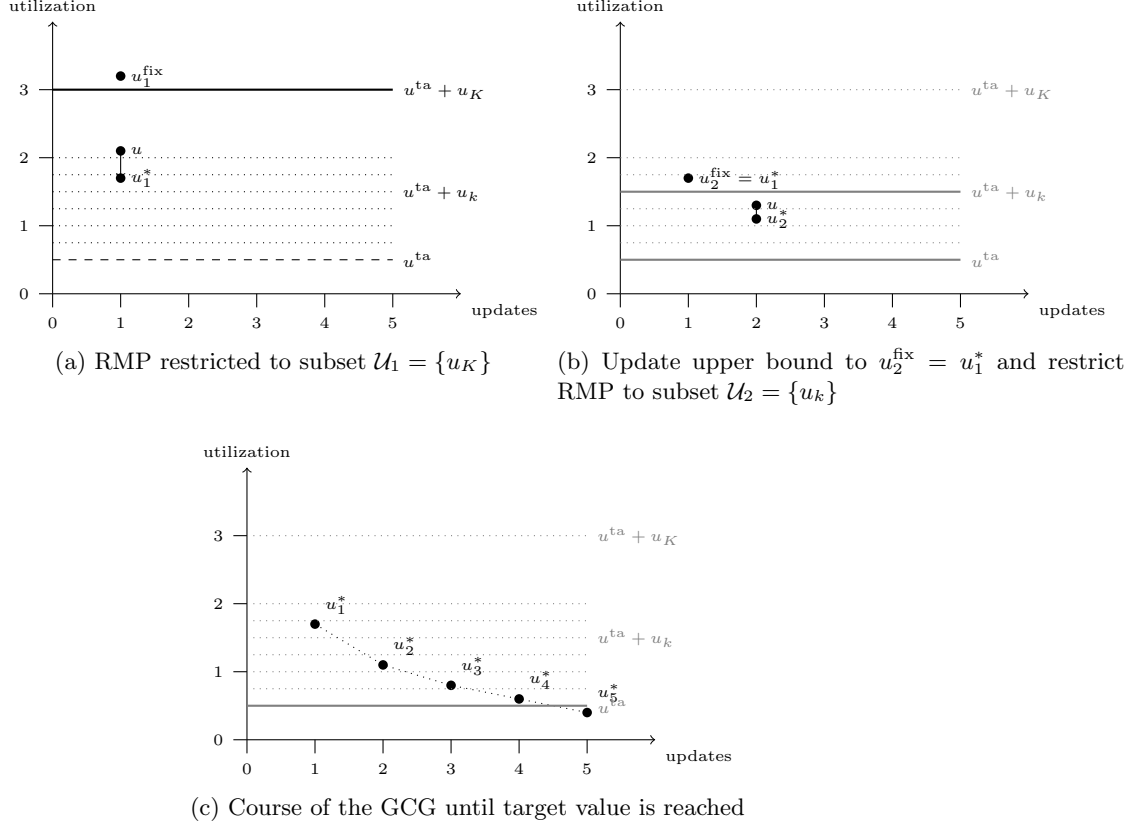 utilization
u_1^fix
3
u^ta + u_K
u
2
u_1^*
u^ta + u_k
1
u^ta
0
updates
0 1 2 3 4 5
(a) RMP restricted to subset 𝒰_1 = {u_K}
utilization
3
u^ta + u_K
2
u_2^fix = u_1^*
u^ta + u_k
u
u_2^*
1
u^ta
0
updates
0 1 2 3 4 5
(b) Update upper bound to u_2^fix = u_1^* and restrict
RMP to subset 𝒰_2 = {u_k}
utilization
3
u^ta + u_K
2
u_1^*
u^ta + u_k
u_2^*
u_3^*
1
u_4^*
u_5^*
u^ta
0
updates
0 1 2 3 4 5
(c) Course of the GCG until target value is reached